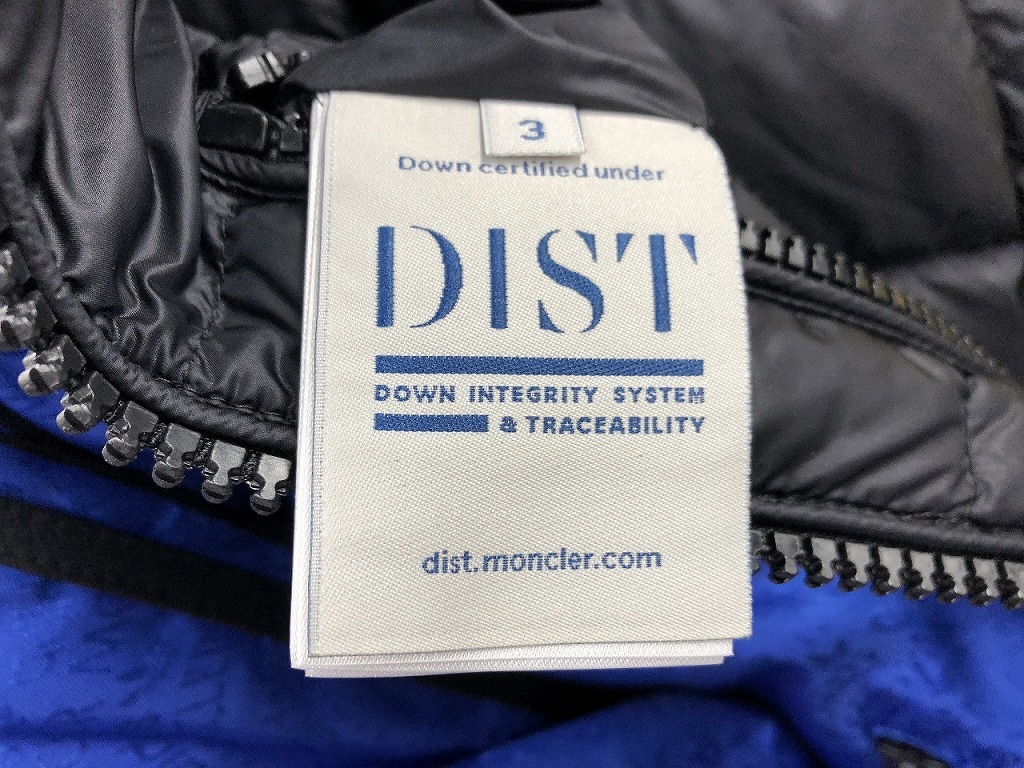 3
Down certified under
DIST
DOWN INTEGRITY SYSTEM
& TRACEABILITY
dist.moncler.com